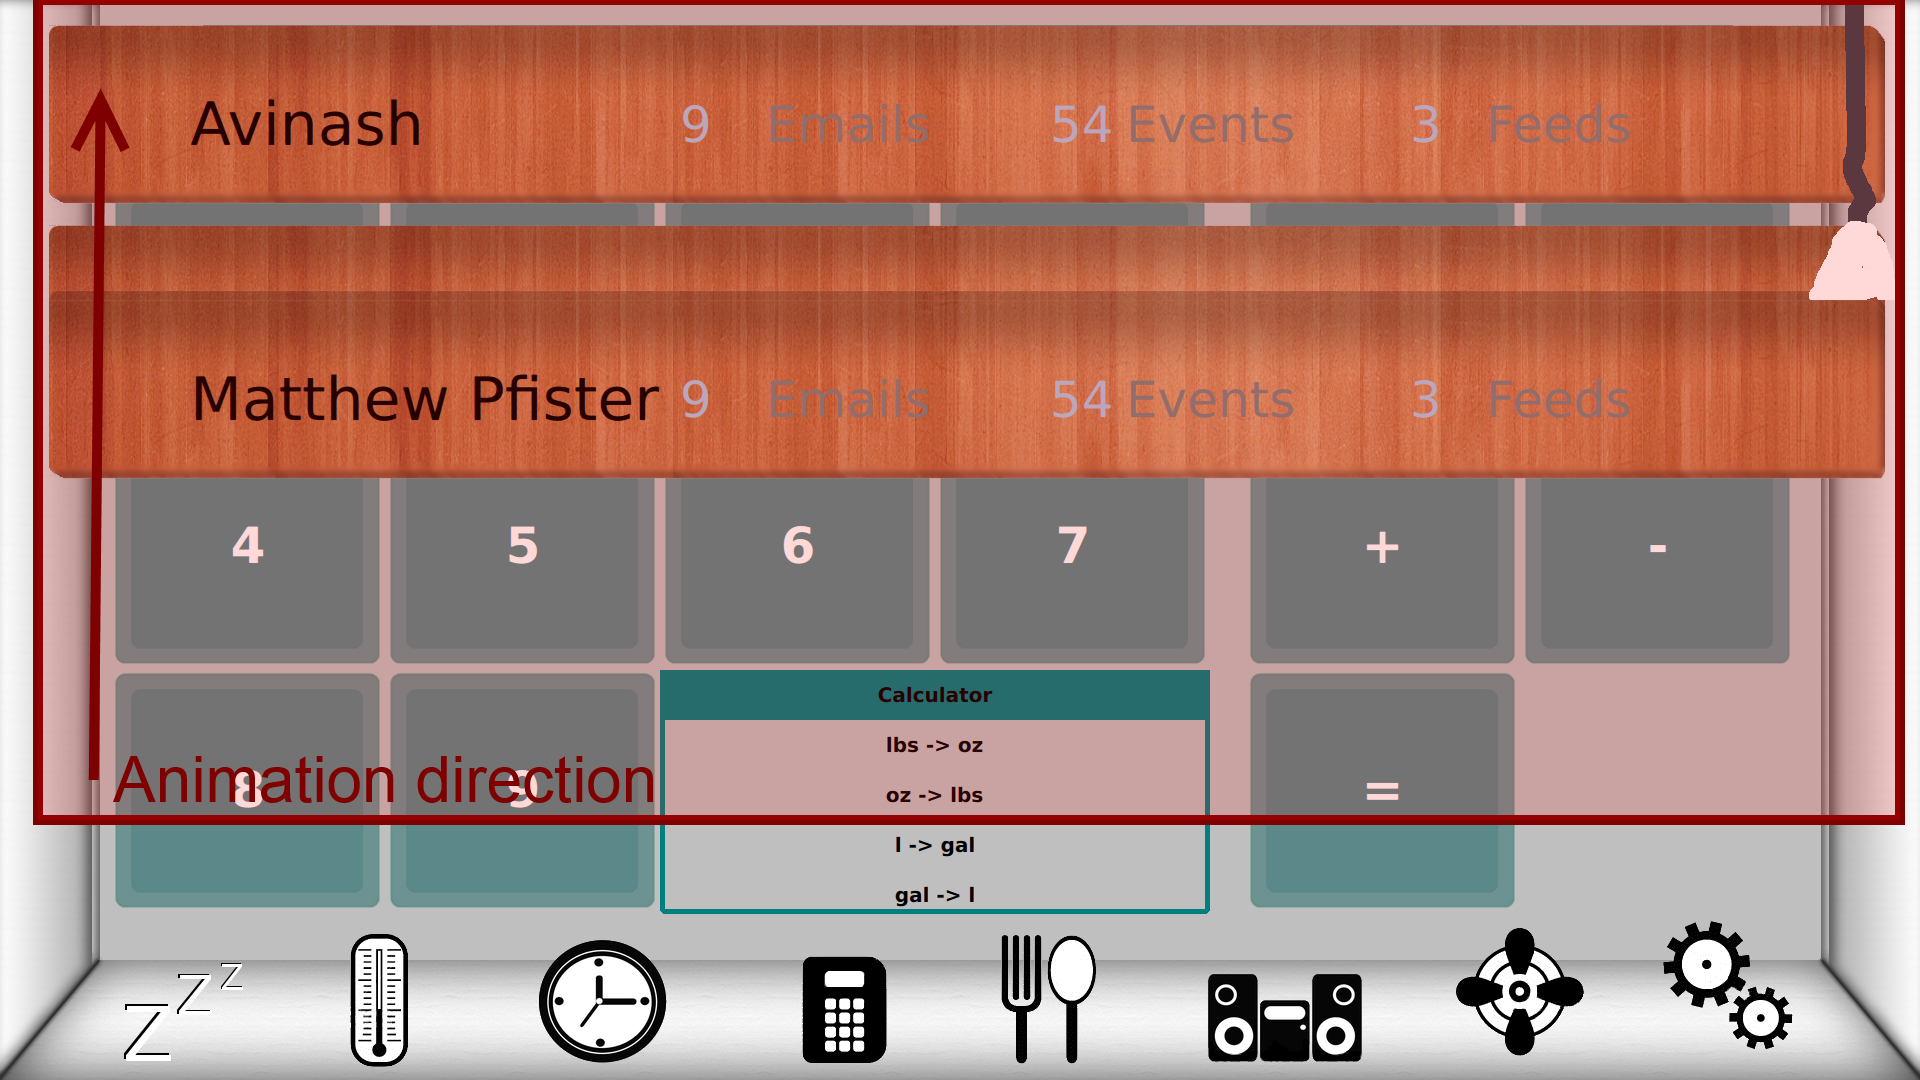 Avinash 9 Emails 54 Events 3 Feeds
Matthew Pfister 9 Emails 54 Events 3 Feeds
4 5 6 7 + -
Calculator
lbs -> oz
8 9 oz -> lbs =
Animation direction
l -> gal
gal -> l
Z Z Z